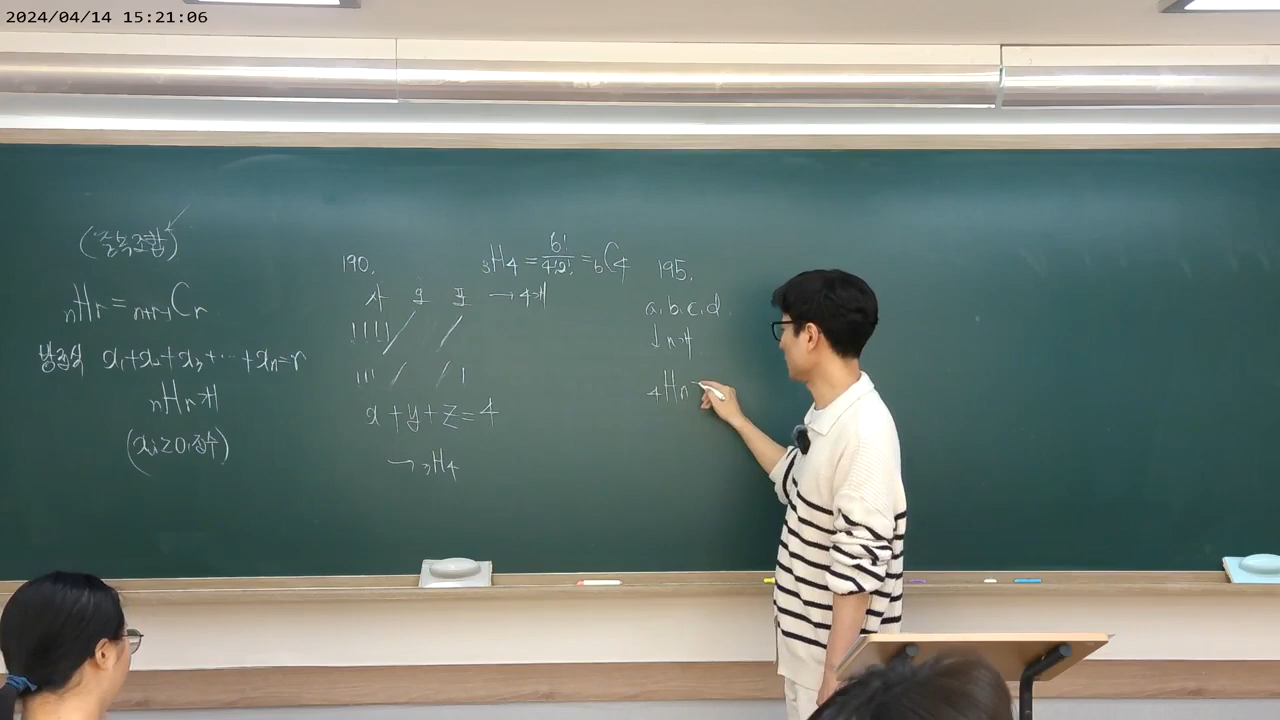 2024/04/14 15:21:06
(중복조합)
ₙHᵣ = ₙ₊ᵣ₋₁Cᵣ
방정식 x₁+x₂+x₃+⋯+xₙ=r
ₙHᵣ개
(xᵢ≥0, 정수)
190.
사 오 포 → 4개
!!!! / /
!!! / / !
x+y+z=4
→ ₃H₄
₃H₄ = 6!/4!2! = ₆C₄
195.
a, b, c, d
↓ n개
₄Hₙ